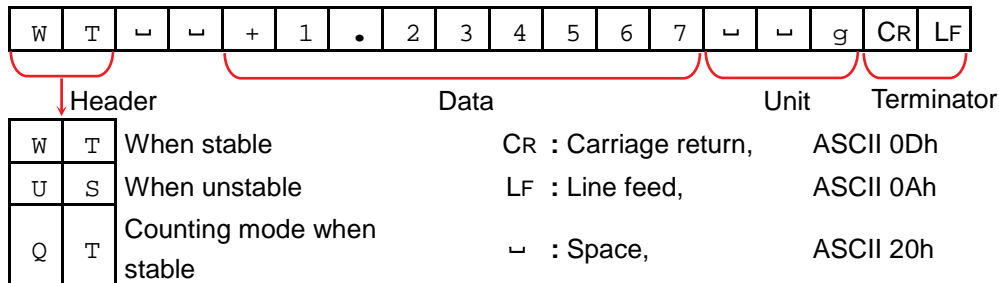 W T ␣ ␣ + 1 . 2 3 4 5 6 7 ␣ ␣ g CR LF
Header Data Unit Terminator
W T When stable CR : Carriage return, ASCII 0Dh
U S When unstable LF : Line feed, ASCII 0Ah
Q T Counting mode when stable ␣ : Space, ASCII 20h